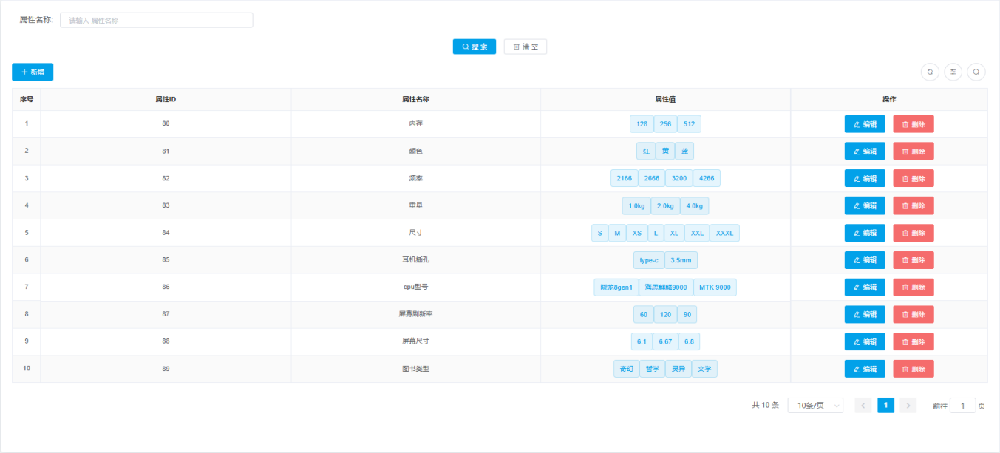 属性名称: 请输入 属性名称
搜 索 清 空
新增
序号 属性ID 属性名称 属性值 操作
1 80 内存 128 256 512 编辑 删除
2 81 颜色 红 黄 蓝 编辑 删除
3 82 频率 2166 2666 3200 4266 编辑 删除
4 83 重量 1.0kg 2.0kg 4.0kg 编辑 删除
5 84 尺寸 S M XS L XL XXL XXXL 编辑 删除
6 85 耳机插孔 type-c 3.5mm 编辑 删除
7 86 cpu型号 骁龙8gen1 海思麒麟9000 MTK 9000 编辑 删除
8 87 屏幕刷新率 60 120 90 编辑 删除
9 88 屏幕尺寸 6.1 6.67 6.8 编辑 删除
10 89 图书类型 奇幻 哲学 灵异 文学 编辑 删除
共 10 条 10条/页 1 前往 1 页